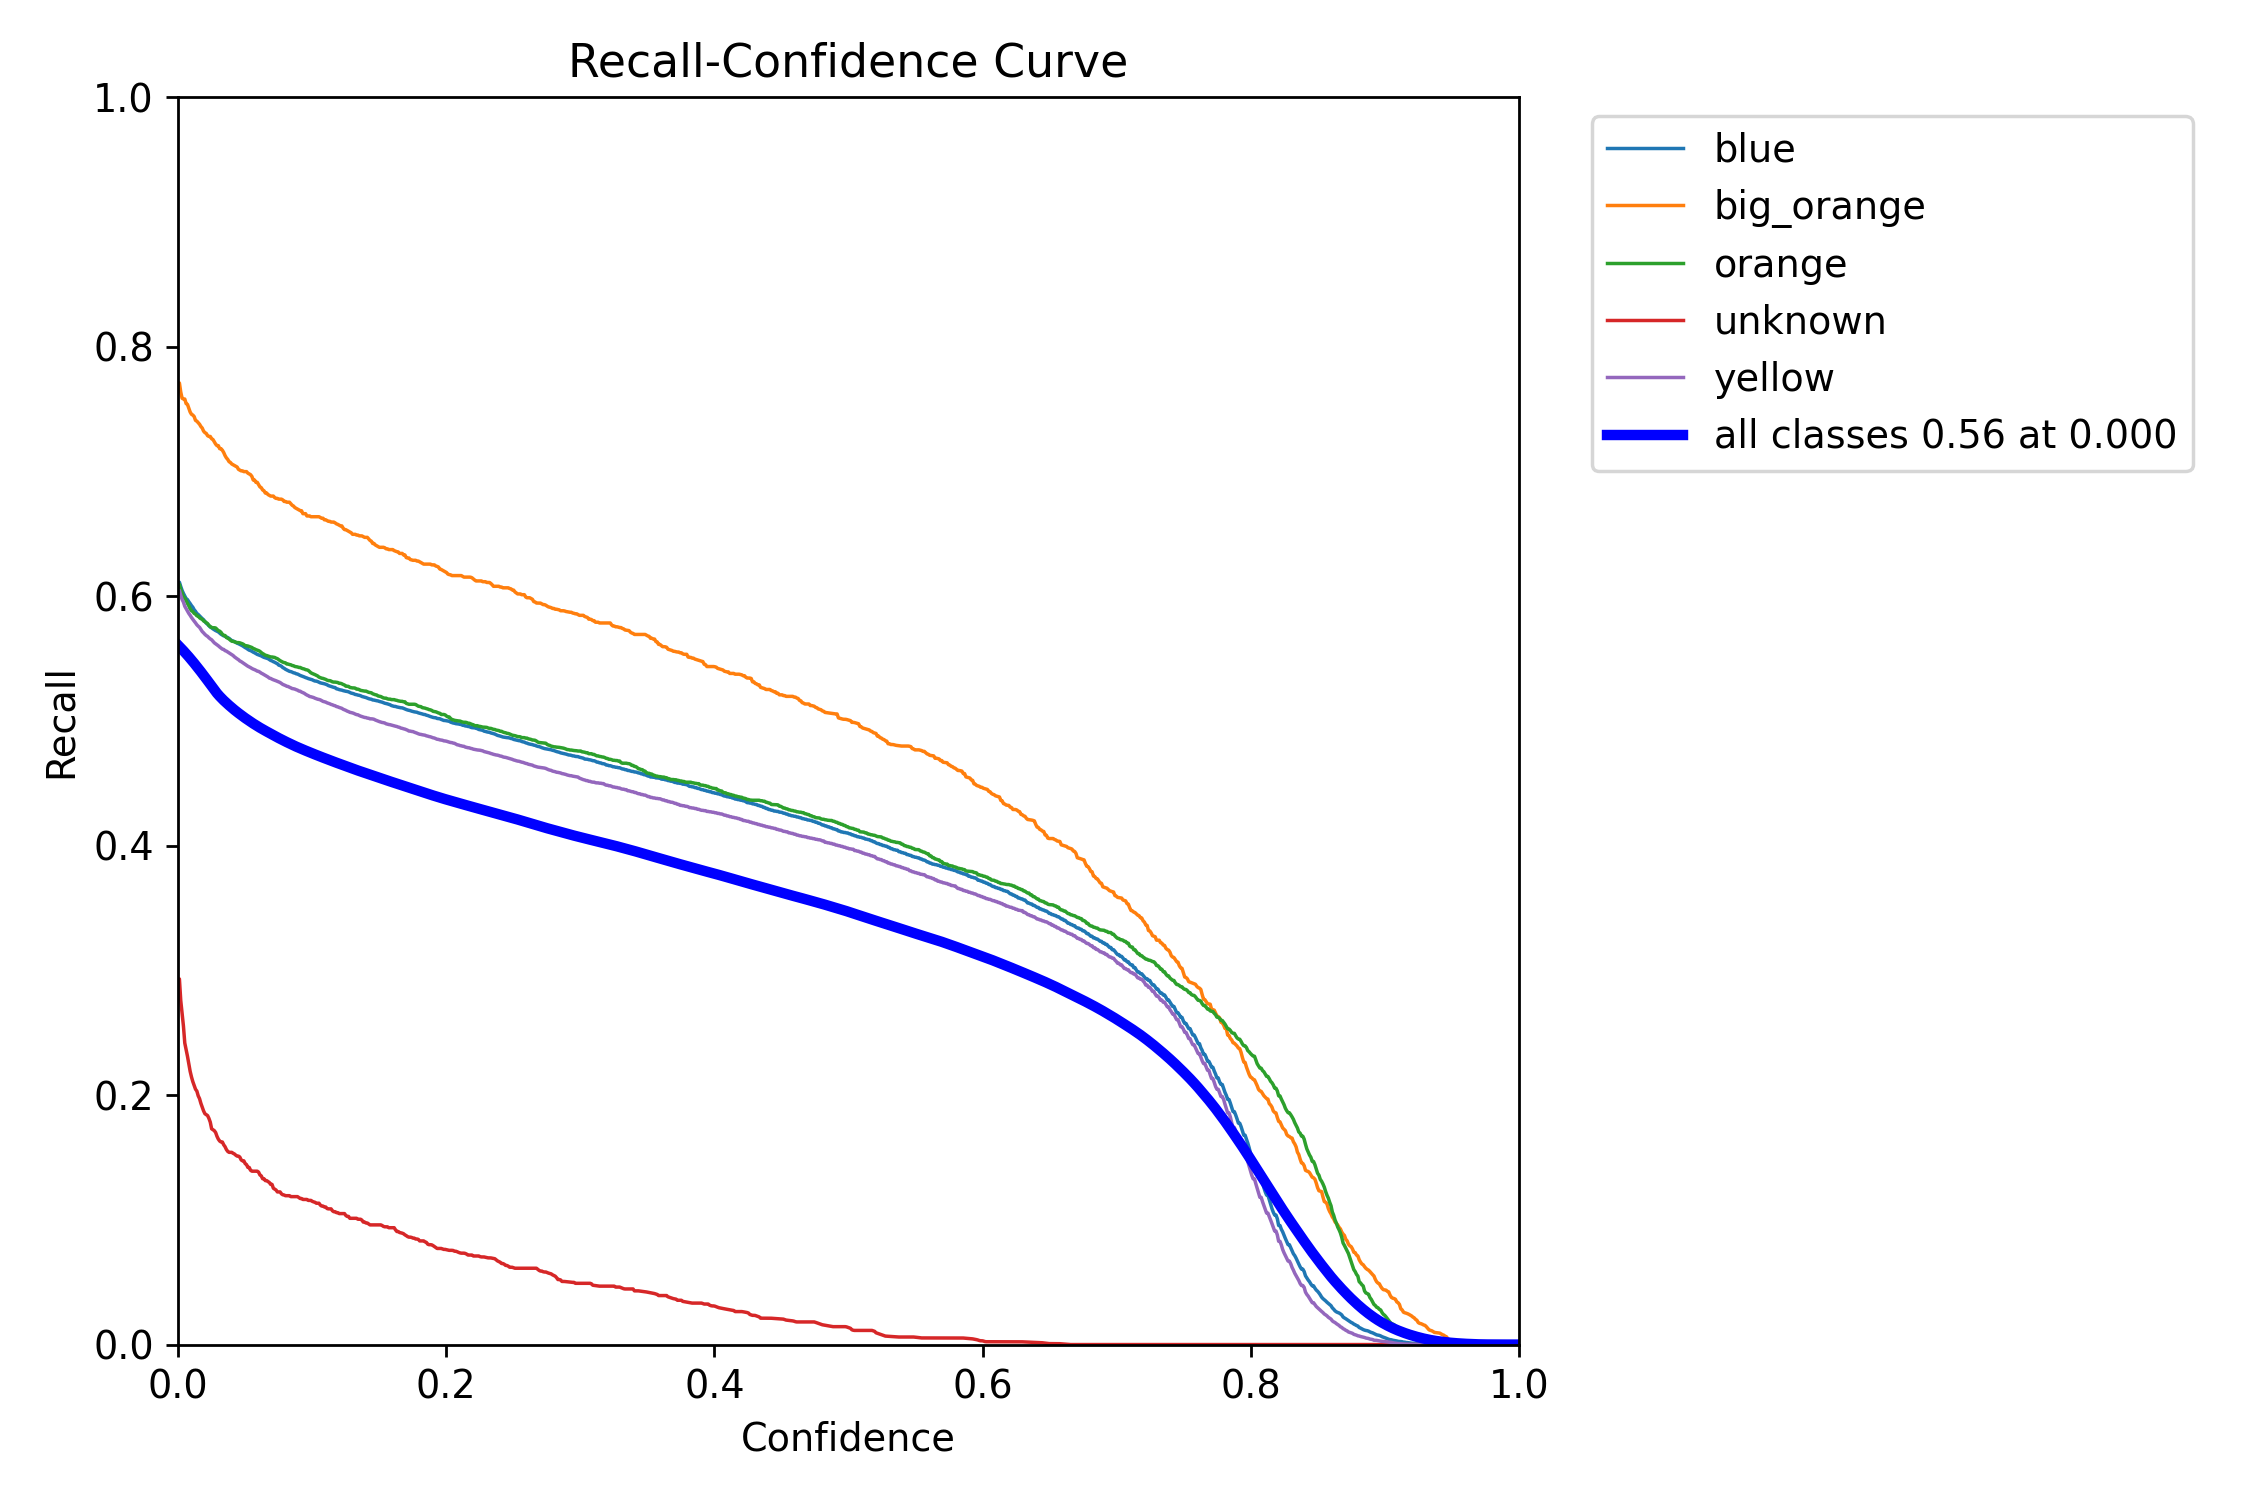 Recall-Confidence Curve
1.0
0.8
0.6
0.4
0.2
0.0
0.0 0.2 0.4 0.6 0.8 1.0
Recall
Confidence
blue
big_orange
orange
unknown
yellow
all classes 0.56 at 0.000